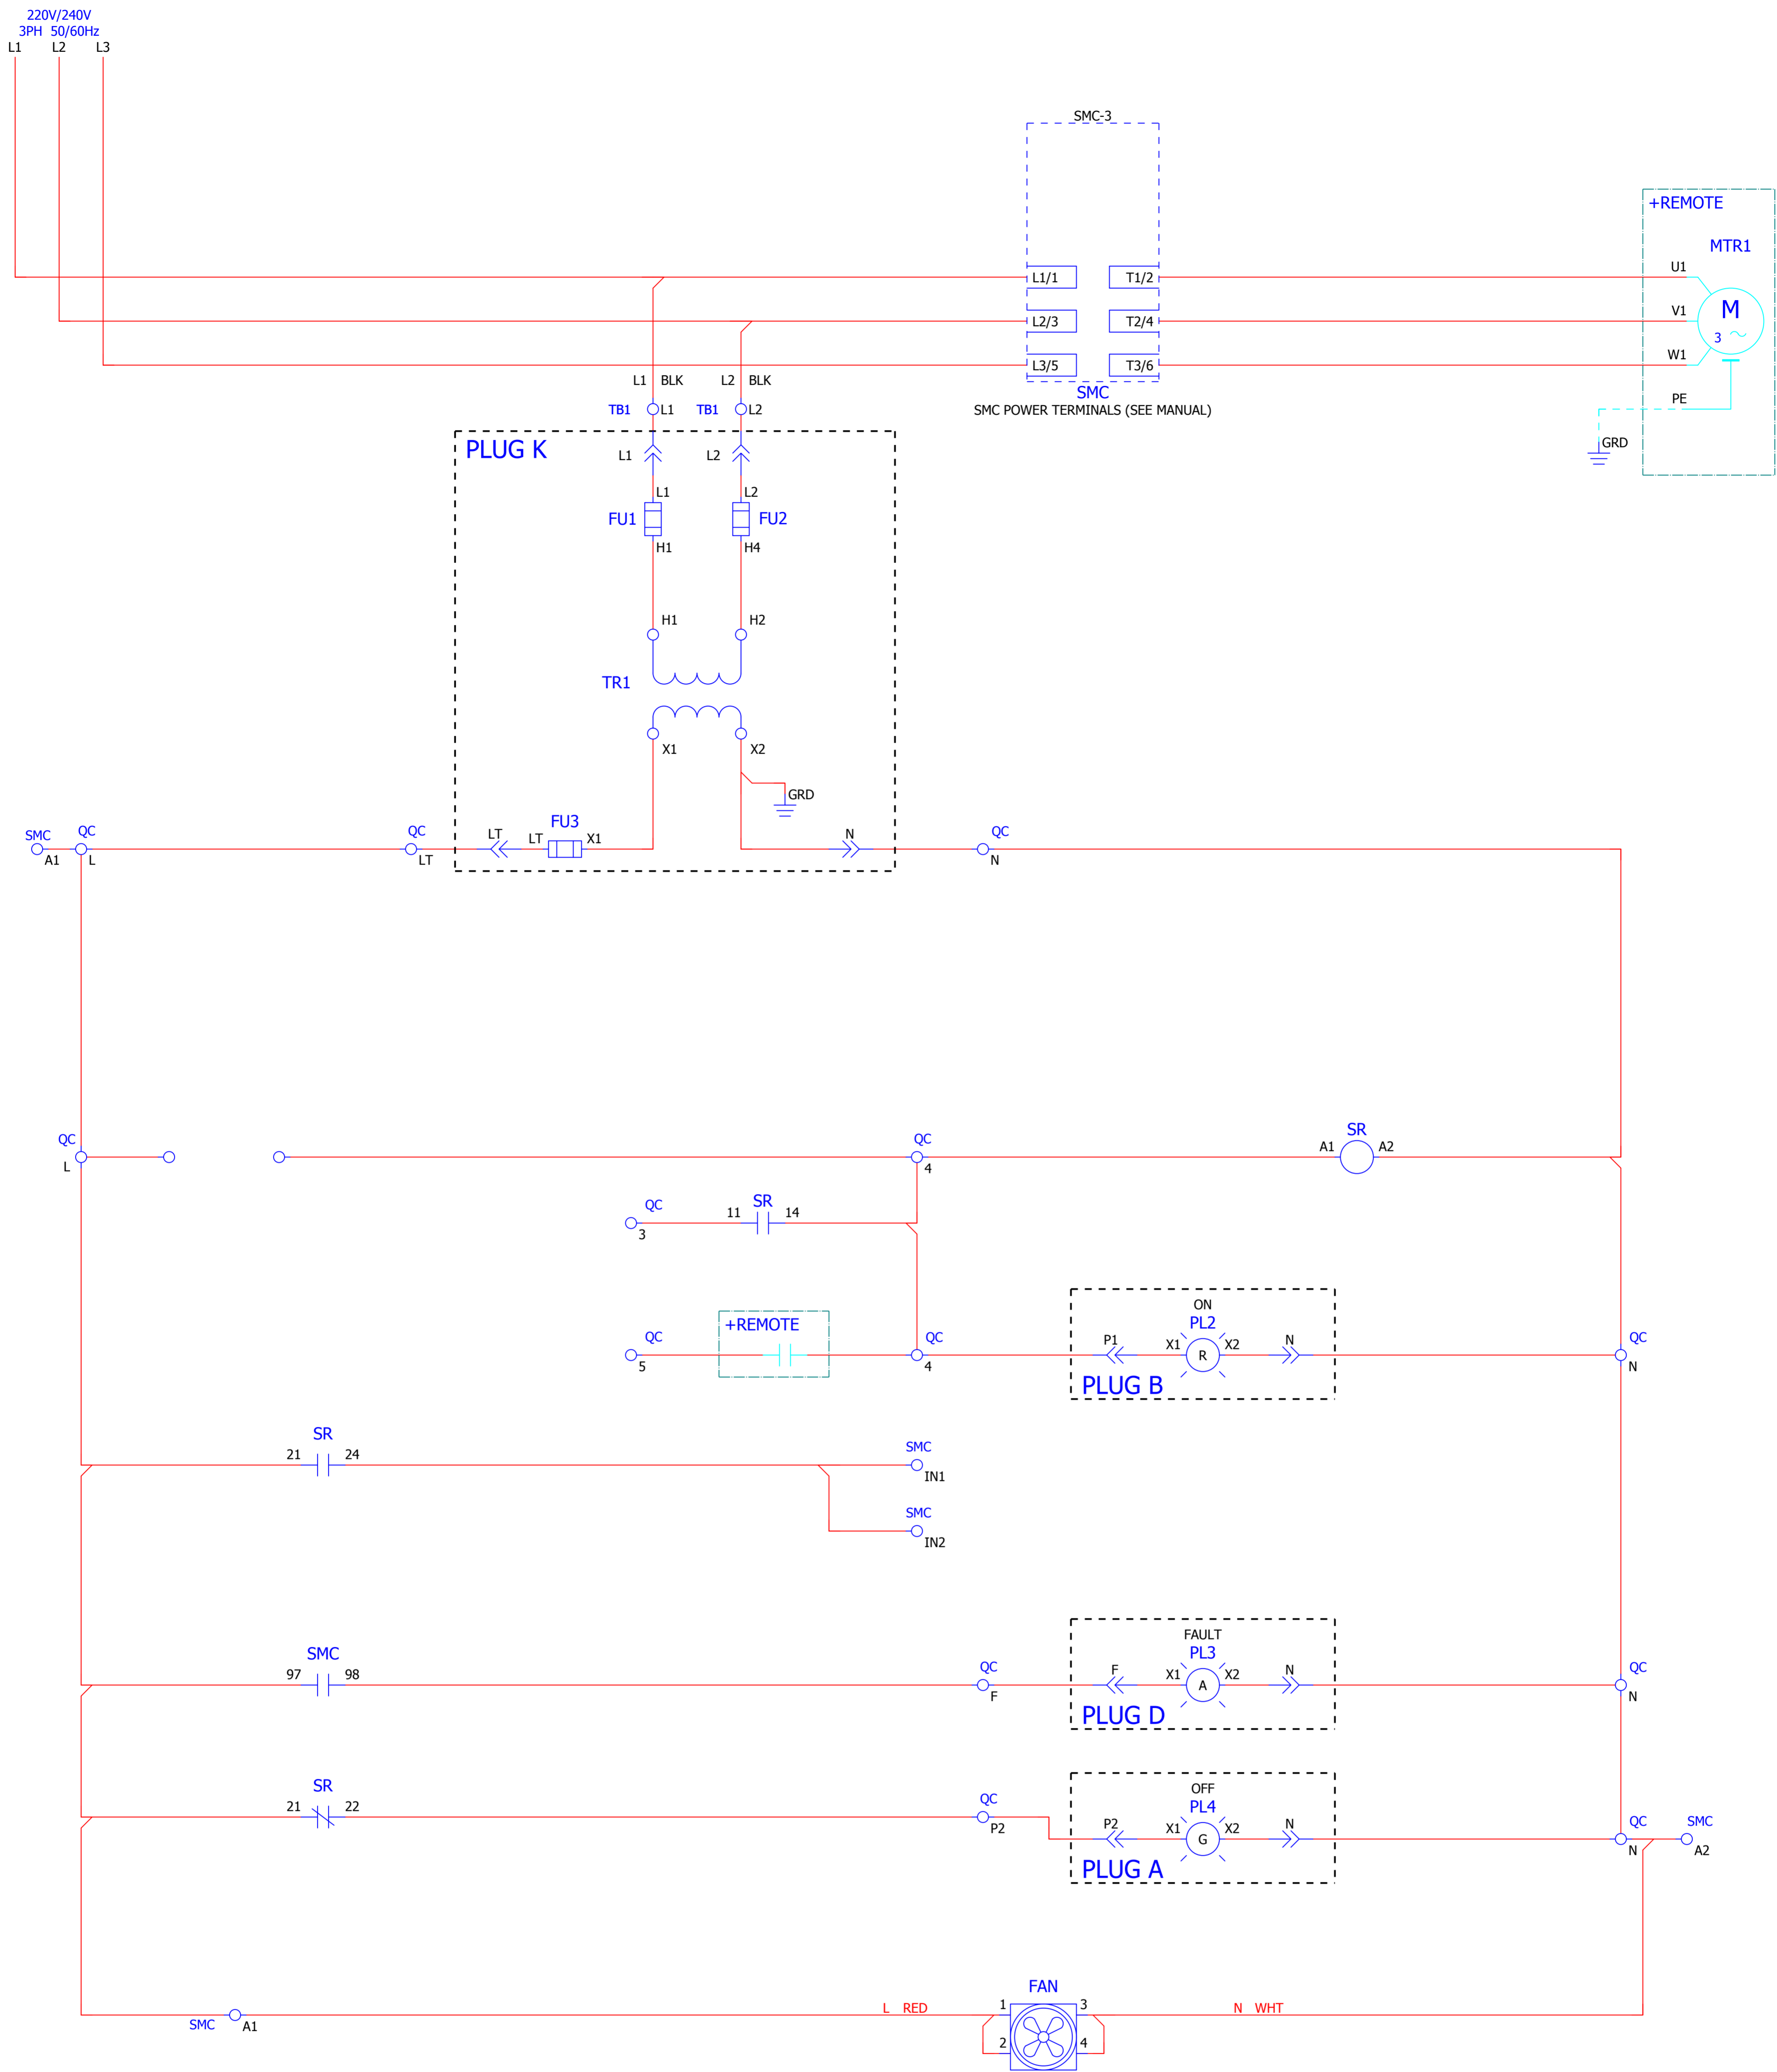 220V/240V
3PH 50/60Hz
L1 L2 L3
SMC-3
+REMOTE
MTR1
L1/1 T1/2 U1
L2/3 T2/4 V1
M
3
L3/5 T3/6 W1
L1 BLK L2 BLK
SMC
SMC POWER TERMINALS (SEE MANUAL)
PE
TB1 L1 TB1 L2
GRD
PLUG K
L1 L2
L1 L2
FU1 FU2
H1 H4
H1 H2
TR1
X1 X2
GRD
SMC QC QC LT LT FU3 X1 N QC
A1 L LT N
QC QC A1 SR A2
L 4
QC 11 SR 14
3
+REMOTE
ON
PL2
QC QC P1 X1 X2 N QC
R
5 4 N
PLUG B
SR SMC
21 24
IN1
SMC
IN2
FAULT
SMC PL3
97 98 QC F X1 X2 N QC
A
F N
PLUG D
OFF
SR PL4
21 22 QC P2 X1 X2 N QC SMC
G
P2 N A2
PLUG A
FAN
L RED 1 3 N WHT
SMC A1
2 4